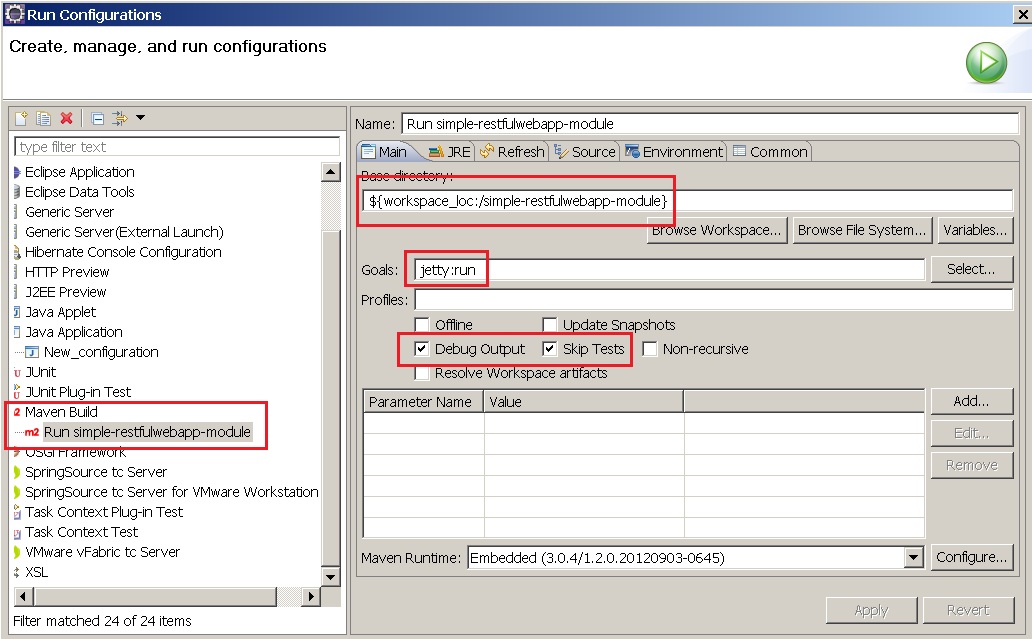 Run Configurations
Create, manage, and run configurations
type filter text
Eclipse Application
Eclipse Data Tools
Generic Server
Generic Server(External Launch)
Hibernate Console Configuration
HTTP Preview
J2EE Preview
Java Applet
Java Application
New_configuration
JUnit
JUnit Plug-in Test
Maven Build
m2 Run simple-restfulwebapp-module
OSGi Framework
SpringSource tc Server
SpringSource tc Server for VMware Workstation
Task Context Plug-in Test
Task Context Test
VMware vFabric tc Server
XSL
Filter matched 24 of 24 items
Name: Run simple-restfulwebapp-module
Main JRE Refresh Source Environment Common
Base directory:
${workspace_loc:/simple-restfulwebapp-module}
Browse Workspace... Browse File System... Variables...
Goals: jetty:run Select...
Profiles:
Offline Update Snapshots
Debug Output Skip Tests Non-recursive
Resolve Workspace artifacts
Parameter Name Value Add...
Edit...
Remove
Maven Runtime: Embedded (3.0.4/1.2.0.20120903-0645) Configure...
Apply Revert